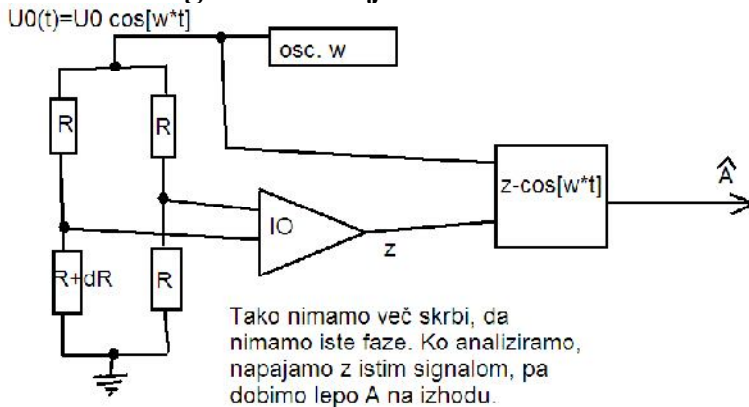 U0(t)=U0 cos[w*t]
osc. w
R
R
z-cos[w*t]
A
IO
z
R+dR
R
Tako nimamo več skrbi, da
nimamo iste faze. Ko analiziramo,
napajamo z istim signalom, pa
dobimo lepo A na izhodu.